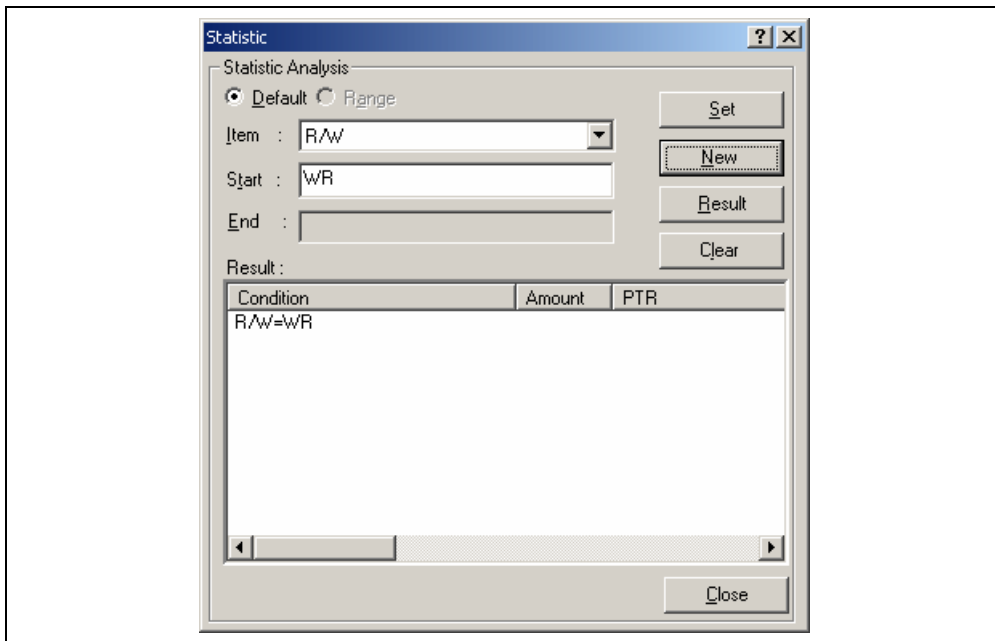 Statistic
Statistic Analysis
Default Range
Set
Item : R/W
New
Start : WR
Result
End :
Clear
Result :
Condition Amount PTR
R/W=WR
Close